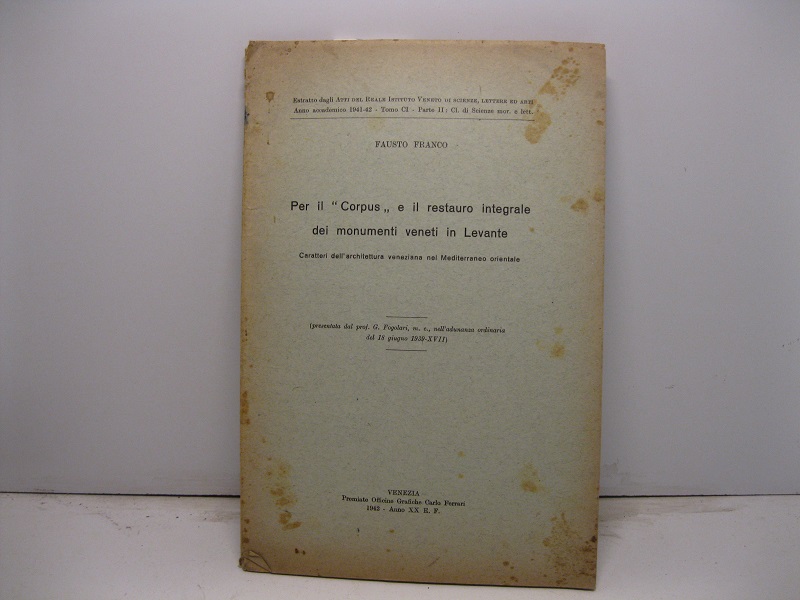 Estratto dagli ATTI DEL REALE ISTITUTO VENETO DI SCIENZE, LETTERE ED ARTI
Anno accademico 1941-42 - Tomo CI - Parte II: Cl. di Scienze mor. e lett.
FAUSTO FRANCO
Per il “ Corpus „ e il restauro integrale
dei monumenti veneti in Levante
Caratteri dell'architettura veneziana nel Mediterraneo orientale
(presentata dal prof. G. Fogolari, m. e., nell'adunanza ordinaria
del 18 giugno 1939-XVII)
VENEZIA
Premiate Officine Grafiche Carlo Ferrari
1942 - Anno XX E. F.